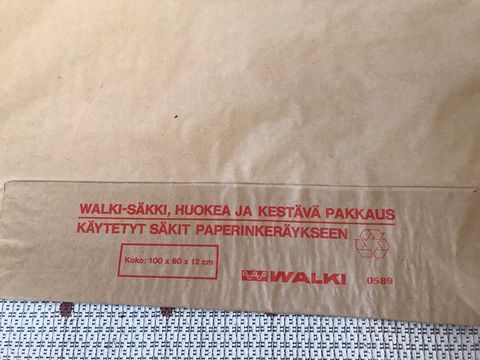 WALKI-SÄKKI, HUOKEA JA KESTÄVÄ PAKKAUS
KÄYTETYT SÄKIT PAPERINKERÄYKSEEN
Koko: 100 x 60 x 12 cm
WALKI
0589